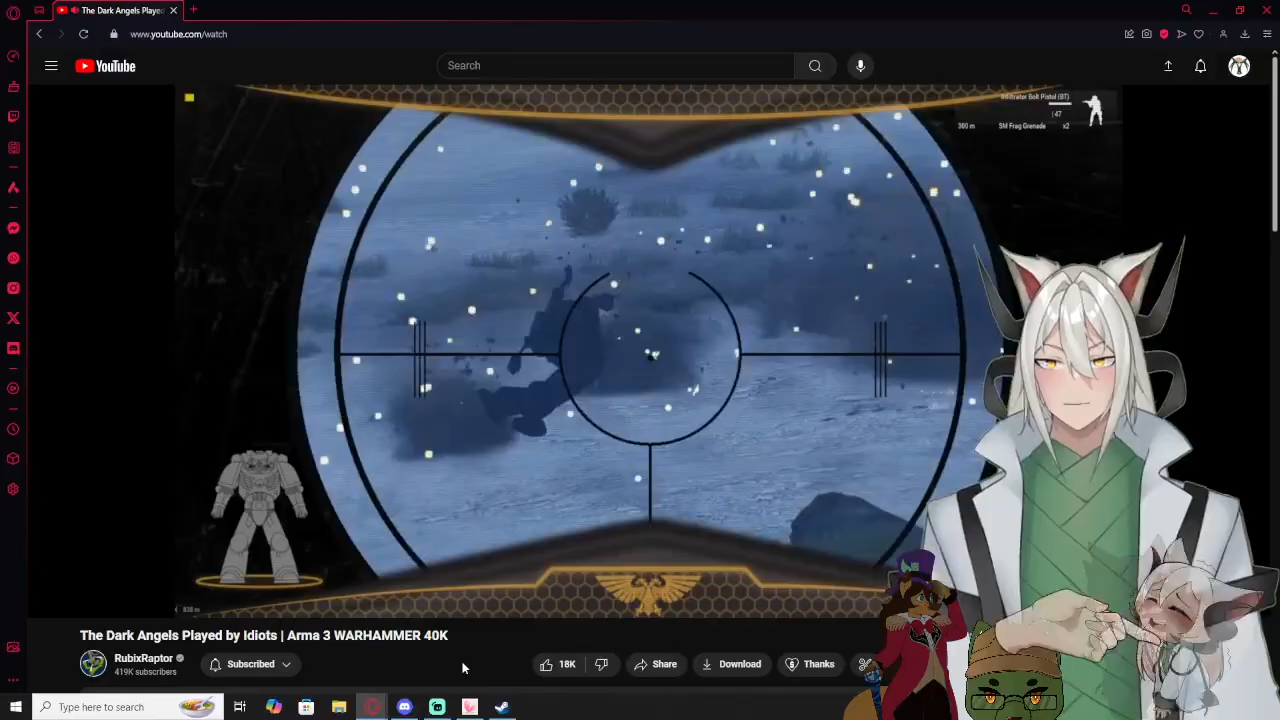 The Dark Angels Played
www.youtube.com/watch
YouTube
Search
Infiltrator Bolt Pistol (BT)
| 47
300 m SM Frag Grenade x2
838 m
The Dark Angels Played by Idiots | Arma 3 WARHAMMER 40K
RubixRaptor
419K subscribers
Subscribed
18K
Share
Download
Thanks
Type here to search